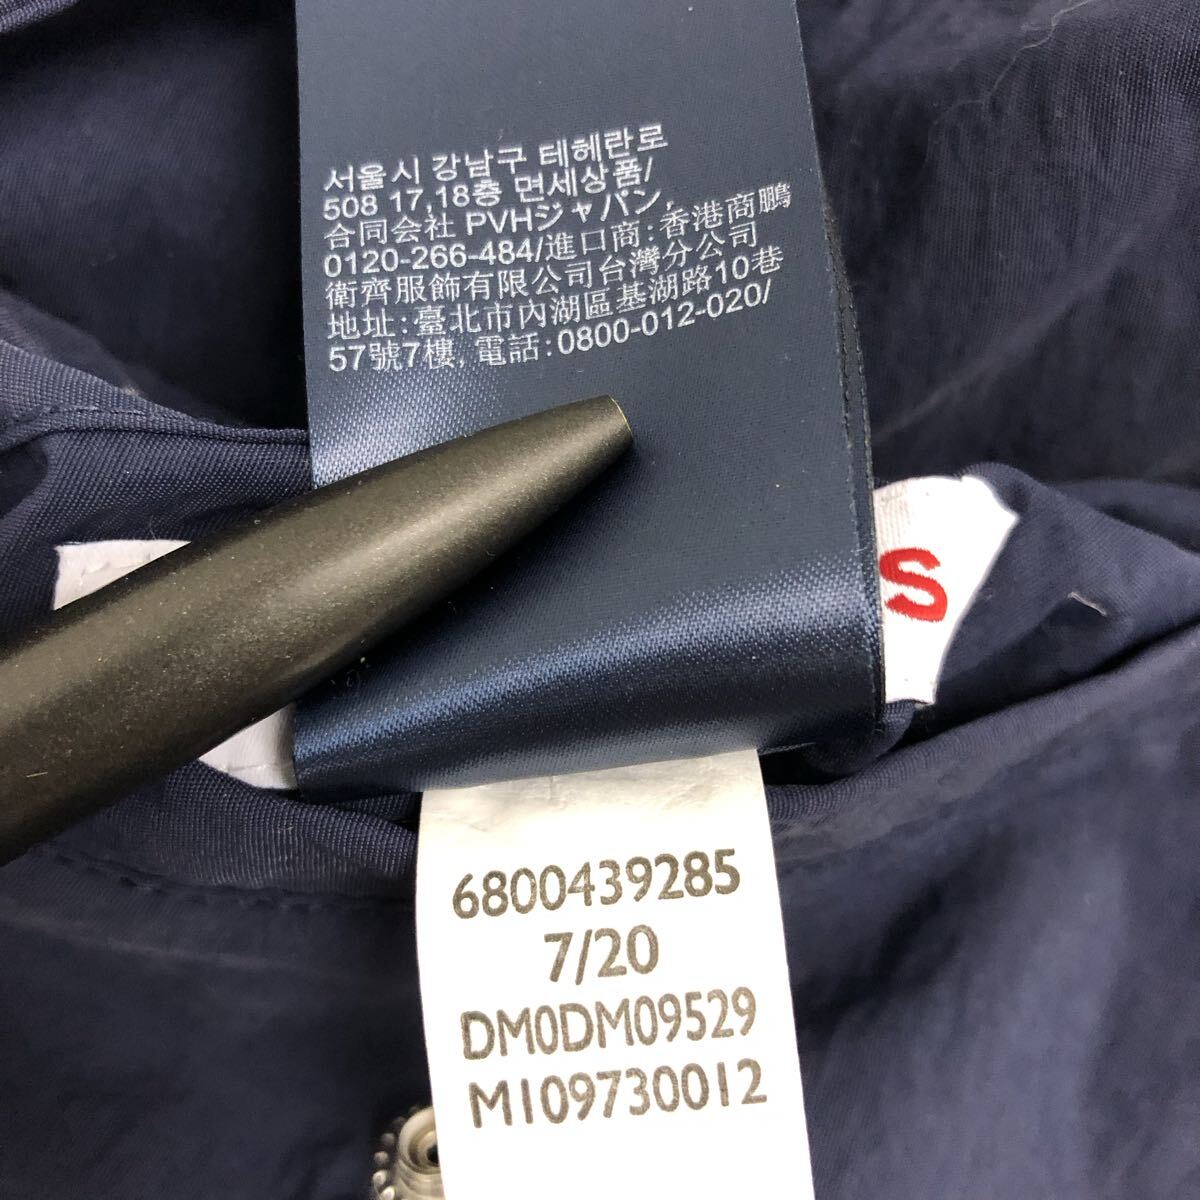 서울시 강남구 테헤란로
508 17,18층 면세상품/
合同会社 PVHジャパン,
0120-266-484/進口商:香港商鵬
衛齊服飾有限公司台灣分公司
地址:臺北市內湖區基湖路10巷
57號7樓, 電話:0800-012-020/
S
6800439285
7/20
DM0DM09529
M109730012